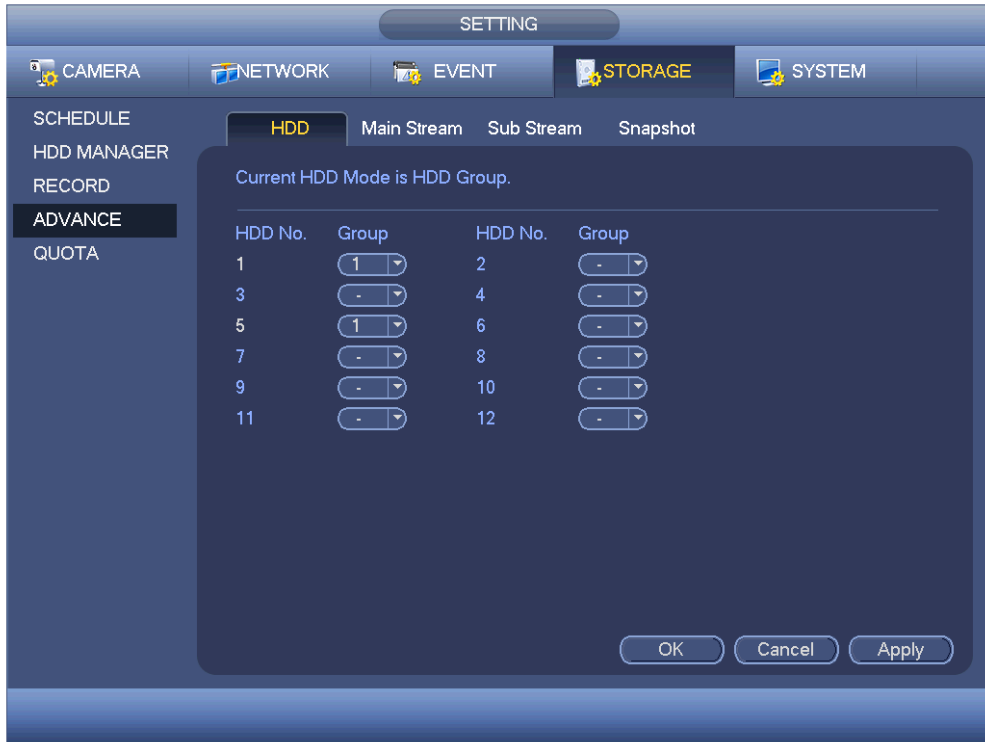 SETTING
CAMERA NETWORK EVENT STORAGE SYSTEM
SCHEDULE
HDD MANAGER
RECORD
ADVANCE
QUOTA
HDD Main Stream Sub Stream Snapshot
Current HDD Mode is HDD Group.
HDD No. Group HDD No. Group
1 1 2 -
3 - 4 -
5 1 6 -
7 - 8 -
9 - 10 -
11 - 12 -
OK Cancel Apply